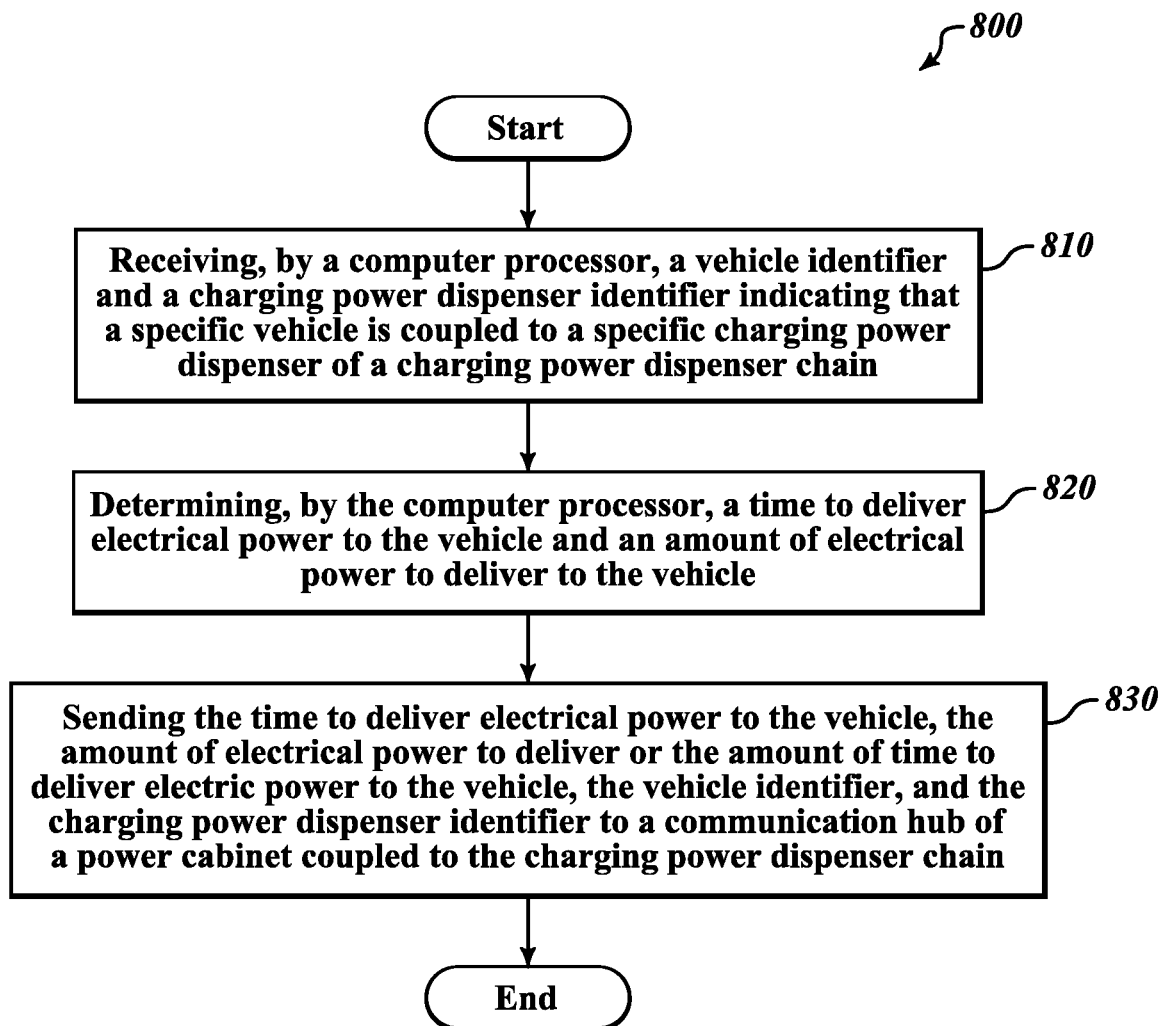 800
Start
810
Receiving, by a computer processor, a vehicle identifier
and a charging power dispenser identifier indicating that
a specific vehicle is coupled to a specific charging power
dispenser of a charging power dispenser chain
820
Determining, by the computer processor, a time to deliver
electrical power to the vehicle and an amount of electrical
power to deliver to the vehicle
830
Sending the time to deliver electrical power to the vehicle, the
amount of electrical power to deliver or the amount of time to
deliver electric power to the vehicle, the vehicle identifier, and the
charging power dispenser identifier to a communication hub of
a power cabinet coupled to the charging power dispenser chain
End